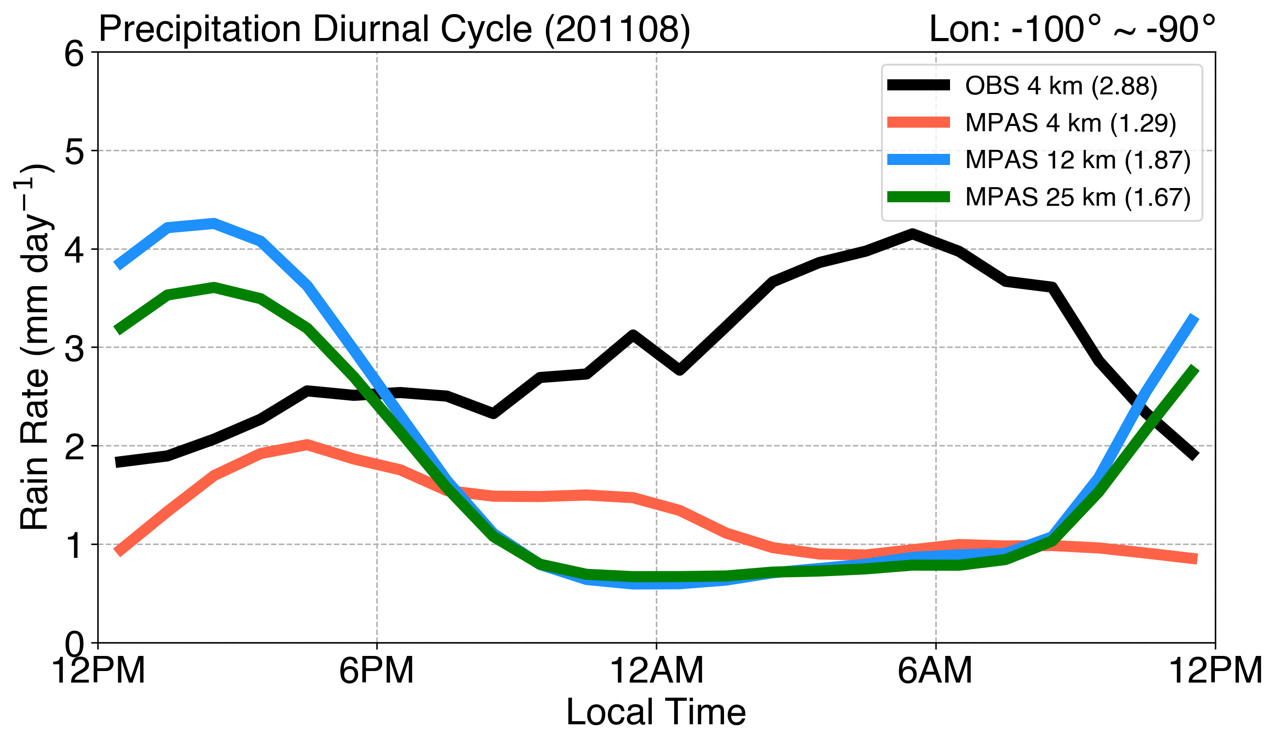 Precipitation Diurnal Cycle (201108)
Lon: -100° ~ -90°
OBS 4 km (2.88)
MPAS 4 km (1.29)
MPAS 12 km (1.87)
MPAS 25 km (1.67)
Rain Rate (mm day⁻¹)
6
5
4
3
2
1
0
12PM
6PM
12AM
6AM
12PM
Local Time